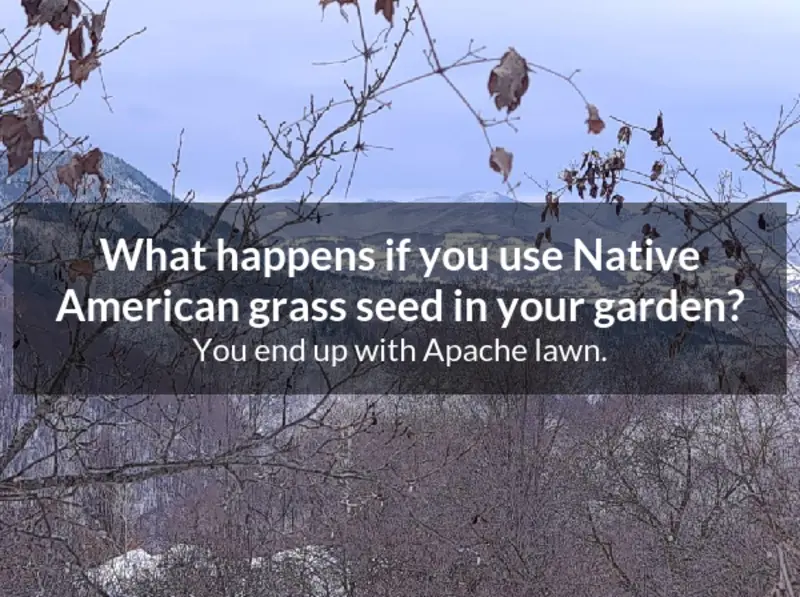 What happens if you use Native
American grass seed in your garden?
You end up with Apache lawn.